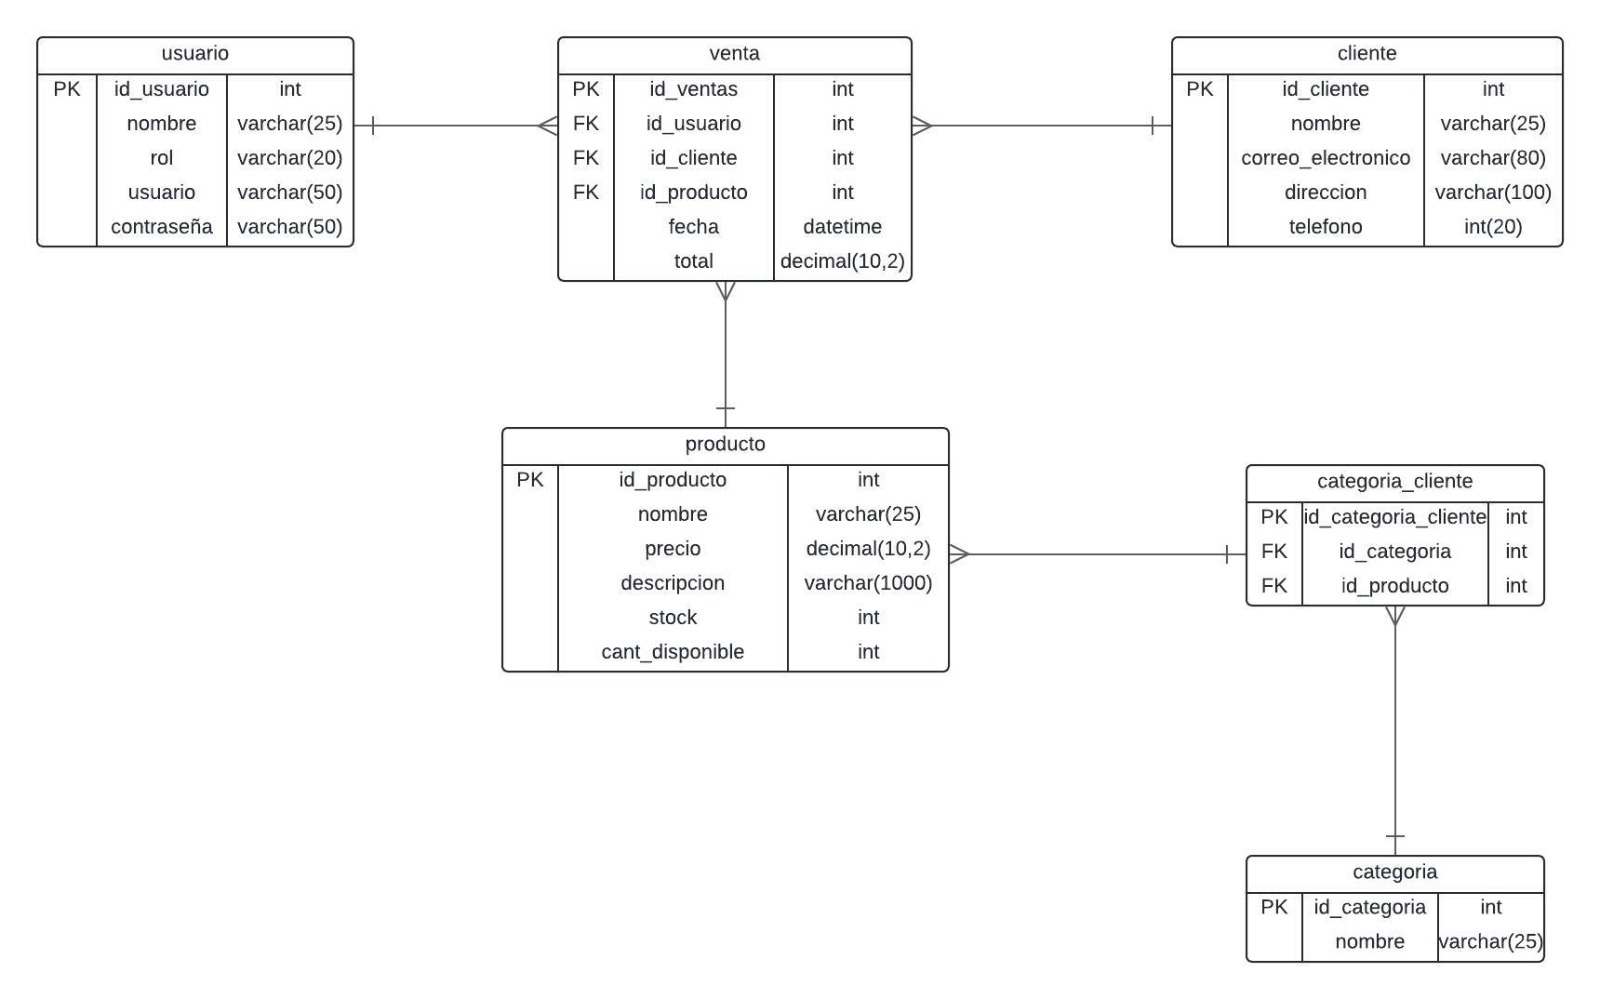 usuario
PK id_usuario int
nombre varchar(25)
rol varchar(20)
usuario varchar(50)
contraseña varchar(50)
venta
PK id_ventas int
FK id_usuario int
FK id_cliente int
FK id_producto int
fecha datetime
total decimal(10,2)
cliente
PK id_cliente int
nombre varchar(25)
correo_electronico varchar(80)
direccion varchar(100)
telefono int(20)
producto
PK id_producto int
nombre varchar(25)
precio decimal(10,2)
descripcion varchar(1000)
stock int
cant_disponible int
categoria_cliente
PK id_categoria_cliente int
FK id_categoria int
FK id_producto int
categoria
PK id_categoria int
nombre varchar(25)